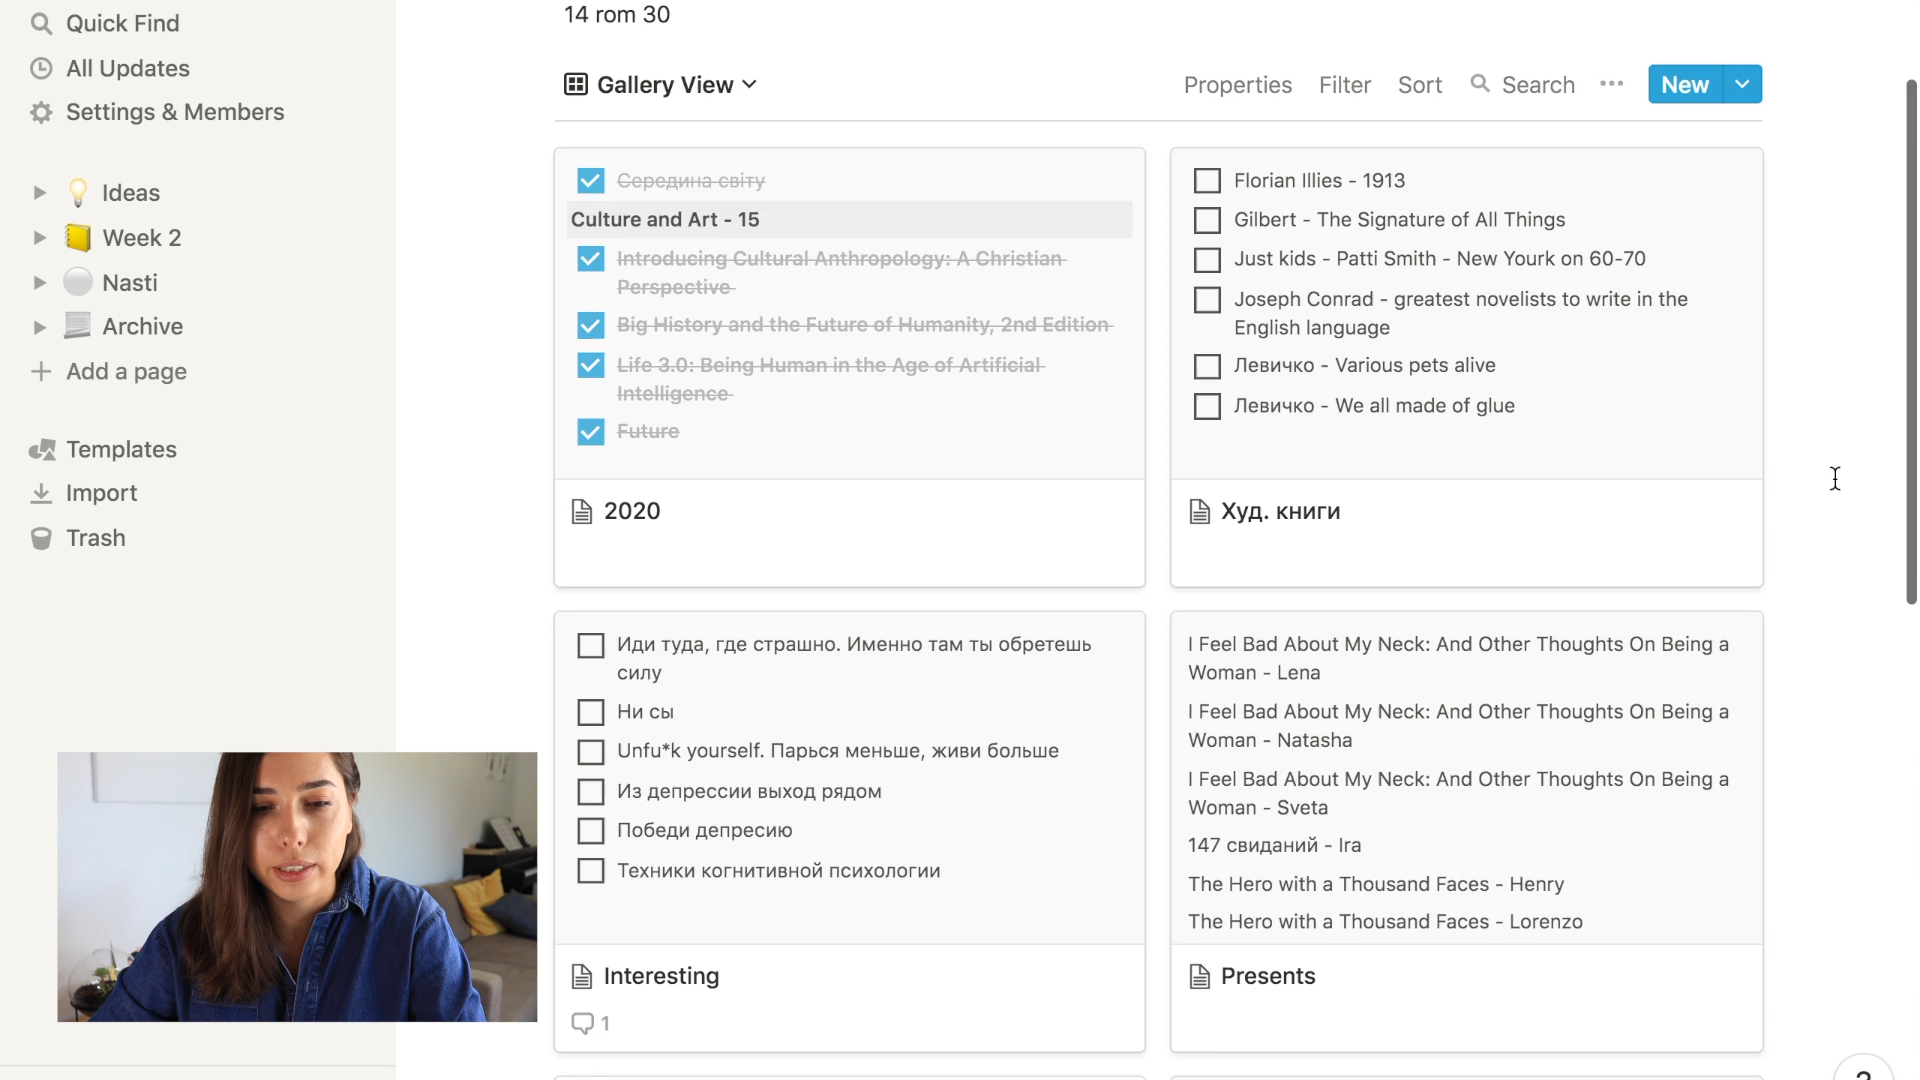 Quick Find
All Updates
Settings & Members
Ideas
Week 2
Nasti
Archive
Add a page
Templates
Import
Trash
14 rom 30
Gallery View
Properties Filter Sort Search New
Середина світу
Culture and Art - 15
Introducing Cultural Anthropology: A Christian
Perspective
Big History and the Future of Humanity, 2nd Edition
Life 3.0: Being Human in the Age of Artificial
Intelligence
Future
2020
Florian Illies - 1913
Gilbert - The Signature of All Things
Just kids - Patti Smith - New Yourk on 60-70
Joseph Conrad - greatest novelists to write in the
English language
Левичко - Various pets alive
Левичко - We all made of glue
Худ. книги
Иди туда, где страшно. Именно там ты обретешь
силу
Ни сы
Unfu*k yourself. Парься меньше, живи больше
Из депрессии выход рядом
Победи депресию
Техники когнитивной психологии
Interesting
1
I Feel Bad About My Neck: And Other Thoughts On Being a
Woman - Lena
I Feel Bad About My Neck: And Other Thoughts On Being a
Woman - Natasha
I Feel Bad About My Neck: And Other Thoughts On Being a
Woman - Sveta
147 свиданий - Ira
The Hero with a Thousand Faces - Henry
The Hero with a Thousand Faces - Lorenzo
Presents
?